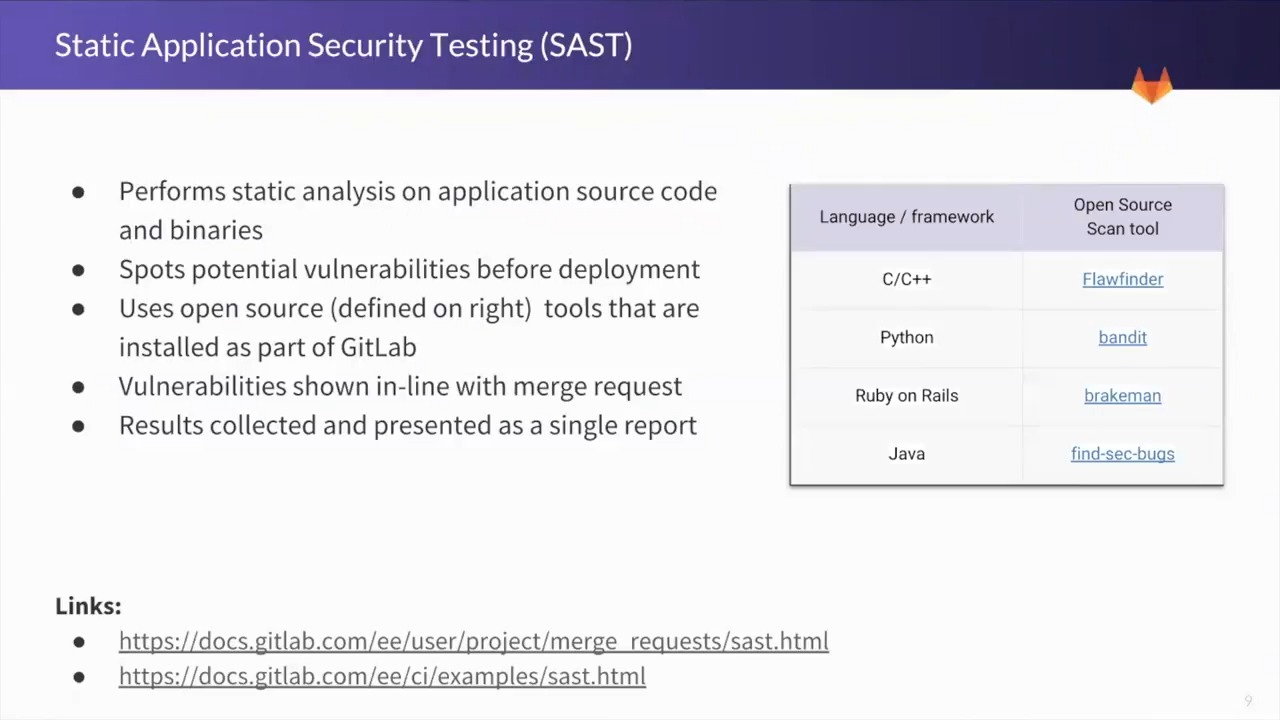 Static Application Security Testing (SAST)
● Performs static analysis on application source code
and binaries
● Spots potential vulnerabilities before deployment
● Uses open source (defined on right)  tools that are
installed as part of GitLab
● Vulnerabilities shown in-line with merge request
● Results collected and presented as a single report
Language / framework
Open Source
Scan tool
C/C++ Flawfinder
Python bandit
Ruby on Rails brakeman
Java find-sec-bugs
Links:
● https://docs.gitlab.com/ee/user/project/merge_requests/sast.html
● https://docs.gitlab.com/ee/ci/examples/sast.html
9